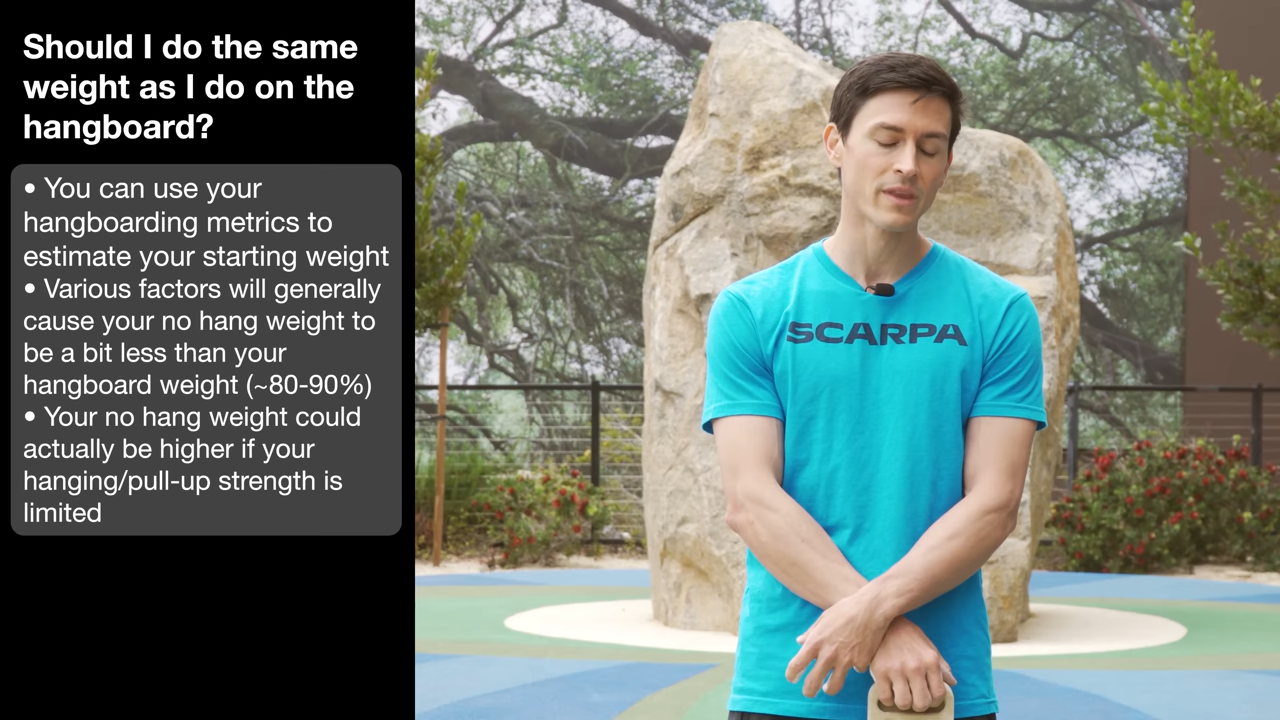 Should I do the same
weight as I do on the
hangboard?
• You can use your
hangboarding metrics to
estimate your starting weight
• Various factors will generally
cause your no hang weight to
be a bit less than your
hangboard weight (~80-90%)
• Your no hang weight could
actually be higher if your
hanging/pull-up strength is
limited
SCARPA